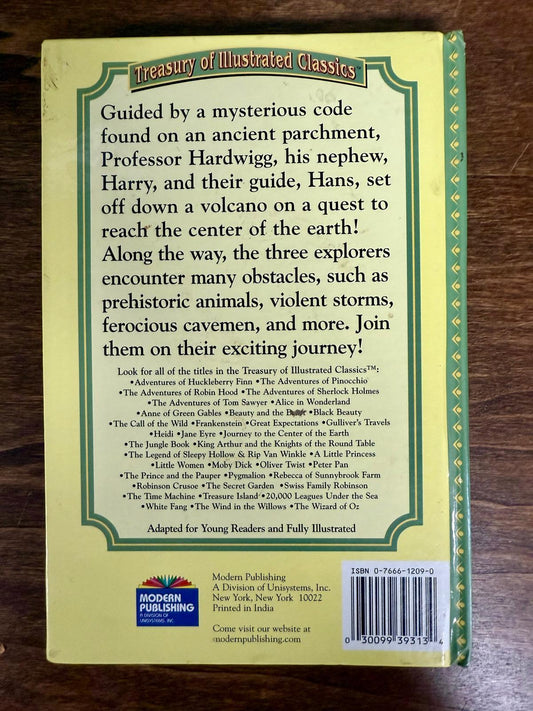 Treasury of Illustrated Classics™
Guided by a mysterious code
found on an ancient parchment,
Professor Hardwigg, his nephew,
Harry, and their guide, Hans, set
off down a volcano on a quest to
reach the center of the earth!
Along the way, the three explorers
encounter many obstacles, such as
prehistoric animals, violent storms,
ferocious cavemen, and more. Join
them on their exciting journey!
Look for all of the titles in the Treasury of Illustrated Classics™:
•Adventures of Huckleberry Finn •The Adventures of Pinocchio
•The Adventures of Robin Hood •The Adventures of Sherlock Holmes
•The Adventures of Tom Sawyer •Alice in Wonderland
•Anne of Green Gables •Beauty and the •Black Beauty
•The Call of the Wild •Frankenstein •Great Expectations •Gulliver's Travels
•Heidi •Jane Eyre •Journey to the Center of the Earth
•The Jungle Book •King Arthur and the Knights of the Round Table
•The Legend of Sleepy Hollow & Rip Van Winkle •A Little Princess
•Little Women •Moby Dick •Oliver Twist •Peter Pan
•The Prince and the Pauper •Pygmalion •Rebecca of Sunnybrook Farm
•Robinson Crusoe •The Secret Garden •Swiss Family Robinson
•The Time Machine •Treasure Island •20,000 Leagues Under the Sea
•White Fang •The Wind in the Willows •The Wizard of Oz
Adapted for Young Readers and Fully Illustrated
MODERN
PUBLISHING
A DIVISION OF
UNISYSTEMS, INC.
Modern Publishing
A Division of Unisystems, Inc.
New York, New York 10022
Printed in India
Come visit our website at
modernpublishing.com
ISBN 0-7666-1209-0
0 30099 39313 4